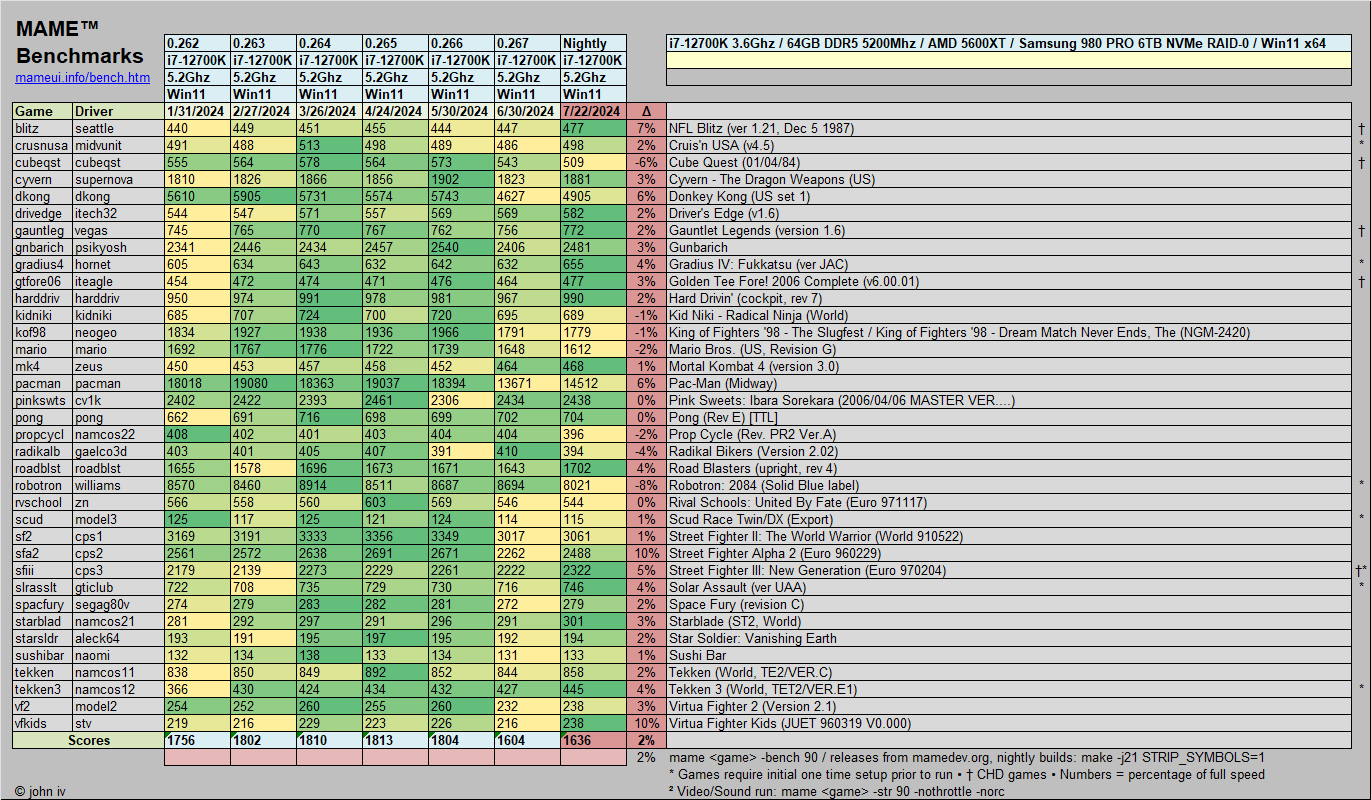 MAME™
Benchmarks
mameui.info/bench.htm
0.262 0.263 0.264 0.265 0.266 0.267 Nightly
i7-12700K i7-12700K i7-12700K i7-12700K i7-12700K i7-12700K i7-12700K
5.2Ghz 5.2Ghz 5.2Ghz 5.2Ghz 5.2Ghz 5.2Ghz 5.2Ghz
Win11 Win11 Win11 Win11 Win11 Win11 Win11
i7-12700K 3.6Ghz / 64GB DDR5 5200Mhz / AMD 5600XT / Samsung 980 PRO 6TB NVMe RAID-0 / Win11 x64
Game Driver 1/31/2024 2/27/2024 3/26/2024 4/24/2024 5/30/2024 6/30/2024 7/22/2024 Δ
blitz seattle 440 449 451 455 444 447 477 7% NFL Blitz (ver 1.21, Dec 5 1987) †
crusnusa midvunit 491 488 513 498 489 486 498 2% Cruis'n USA (v4.5) *
cubeqst cubeqst 555 564 578 564 573 543 509 -6% Cube Quest (01/04/84) †
cyvern supernova 1810 1826 1866 1856 1902 1823 1881 3% Cyvern - The Dragon Weapons (US)
dkong dkong 5610 5905 5731 5574 5743 4627 4905 6% Donkey Kong (US set 1)
drivedge itech32 544 547 571 557 569 569 582 2% Driver's Edge (v1.6)
gauntleg vegas 745 765 770 767 762 756 772 2% Gauntlet Legends (version 1.6) †
gnbarich psikyosh 2341 2446 2434 2457 2540 2406 2481 3% Gunbarich
gradius4 hornet 605 634 643 632 642 632 655 4% Gradius IV: Fukkatsu (ver JAC) *
gtfore06 iteagle 454 472 474 471 476 464 477 3% Golden Tee Fore! 2006 Complete (v6.00.01) †
harddriv harddriv 950 974 991 978 981 967 990 2% Hard Drivin' (cockpit, rev 7)
kidniki kidniki 685 707 724 700 720 695 689 -1% Kid Niki - Radical Ninja (World)
kof98 neogeo 1834 1927 1938 1936 1966 1791 1779 -1% King of Fighters '98 - The Slugfest / King of Fighters '98 - Dream Match Never Ends, The (NGM-2420)
mario mario 1692 1767 1776 1722 1739 1648 1612 -2% Mario Bros. (US, Revision G)
mk4 zeus 450 453 457 458 452 464 468 1% Mortal Kombat 4 (version 3.0)
pacman pacman 18018 19080 18363 19037 18394 13671 14512 6% Pac-Man (Midway)
pinkswts cv1k 2402 2422 2393 2461 2306 2434 2438 0% Pink Sweets: Ibara Sorekara (2006/04/06 MASTER VER....)
pong pong 662 691 716 698 699 702 704 0% Pong (Rev E) [TTL]
propcycl namcos22 408 402 401 403 404 404 396 -2% Prop Cycle (Rev. PR2 Ver.A)
radikalb gaelco3d 403 401 405 407 391 410 394 -4% Radikal Bikers (Version 2.02)
roadblst roadblst 1655 1578 1696 1673 1671 1643 1702 4% Road Blasters (upright, rev 4)
robotron williams 8570 8460 8914 8511 8687 8694 8021 -8% Robotron: 2084 (Solid Blue label) *
rvschool zn 566 558 560 603 569 546 544 0% Rival Schools: United By Fate (Euro 971117)
scud model3 125 117 125 121 124 114 115 1% Scud Race Twin/DX (Export) *
sf2 cps1 3169 3191 3333 3356 3349 3017 3061 1% Street Fighter II: The World Warrior (World 910522)
sfa2 cps2 2561 2572 2638 2691 2671 2262 2488 10% Street Fighter Alpha 2 (Euro 960229)
sfiii cps3 2179 2139 2273 2229 2261 2222 2322 5% Street Fighter III: New Generation (Euro 970204) †*
slrasslt gticlub 722 708 735 729 730 716 746 4% Solar Assault (ver UAA) *
spacfury segag80v 274 279 283 282 281 272 279 2% Space Fury (revision C)
starblad namcos21 281 292 297 291 296 291 301 3% Starblade (ST2, World)
starsldr aleck64 193 191 195 197 195 192 194 2% Star Soldier: Vanishing Earth
sushibar naomi 132 134 138 133 134 131 133 1% Sushi Bar
tekken namcos11 838 850 849 892 852 844 858 2% Tekken (World, TE2/VER.C)
tekken3 namcos12 366 430 424 434 432 427 445 4% Tekken 3 (World, TET2/VER.E1) *
vf2 model2 254 252 260 255 260 232 238 3% Virtua Fighter 2 (Version 2.1)
vfkids stv 219 216 229 223 226 216 238 10% Virtua Fighter Kids (JUET 960319 V0.000)
Scores 1756 1802 1810 1813 1804 1604 1636 2%
2% mame <game> -bench 90 / releases from mamedev.org, nightly builds: make -j21 STRIP_SYMBOLS=1
* Games require initial one time setup prior to run • † CHD games • Numbers = percentage of full speed
© john iv ² Video/Sound run: mame <game> -str 90 -nothrottle -norc